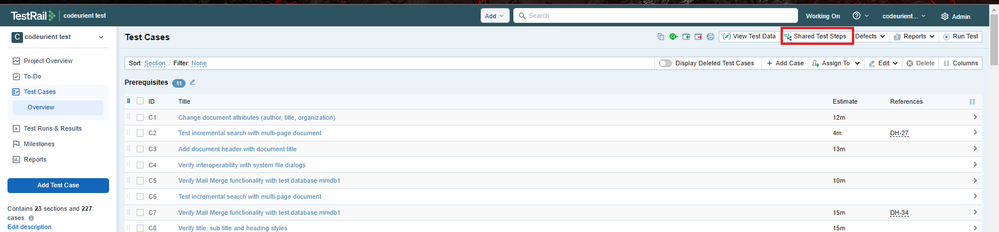 TestRail codeurient test Add Search Working On codeurient... Admin
C codeurient test
Test Cases View Test Data 123 Shared Test Steps Defects Reports Run Test
Project Overview
To-Do
Test Cases
Overview
Test Runs & Results
Milestones
Reports
Add Test Case
Contains 23 sections and 227
cases.
Edit description
Sort: Section Filter: None Display Deleted Test Cases Add Case Assign To Edit Delete Columns
Prerequisites 11
ID Title Estimate References
C1 Change document attributes (author, title, organization) 12m
C2 Test incremental search with multi-page document 4m DH-27
C3 Add document header with document title 13m
C4 Verify interoperability with system file dialogs
C5 Verify Mail Merge functionality with test database mmdb1 10m
C6 Test incremental search with multi-page document
C7 Verify Mail Merge functionality with test database mmdb1 15m DH-34
C8 Verify title, sub title and heading styles 15m